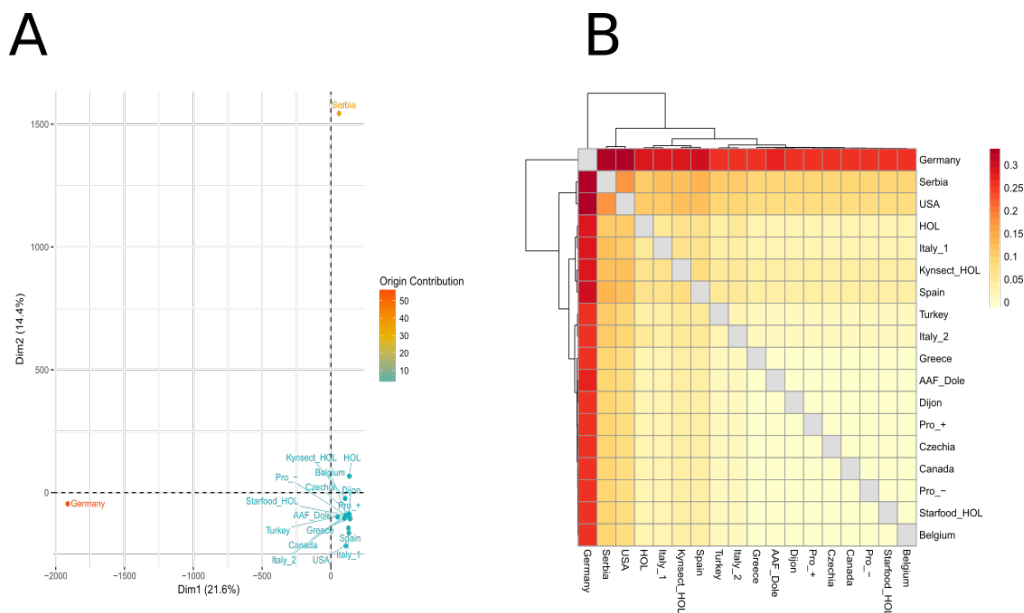 A
B
Serbia
1500
1000
500
0
Dim2 (14.4%)
Kynsect_HOL
HOL
Belgium
Pro_−
Czechia
Dijon
Starfood_HOL
Pro_+
AAF_Dole
Turkey
Greece
Canada
Spain
Italy_2
USA
Italy_1
Germany
−2000
−1500
−1000
−500
0
Dim1 (21.6%)
Origin Contribution
50
40
30
20
10
Germany
Serbia
USA
HOL
Italy_1
Kynsect_HOL
Spain
Turkey
Italy_2
Greece
AAF_Dole
Dijon
Pro_+
Czechia
Canada
Pro_−
Starfood_HOL
Belgium
Germany
Serbia
USA
HOL
Italy_1
Kynsect_HOL
Spain
Turkey
Italy_2
Greece
AAF_Dole
Dijon
Pro_+
Czechia
Canada
Pro_−
Starfood_HOL
Belgium
0.3
0.25
0.2
0.15
0.1
0.05
0